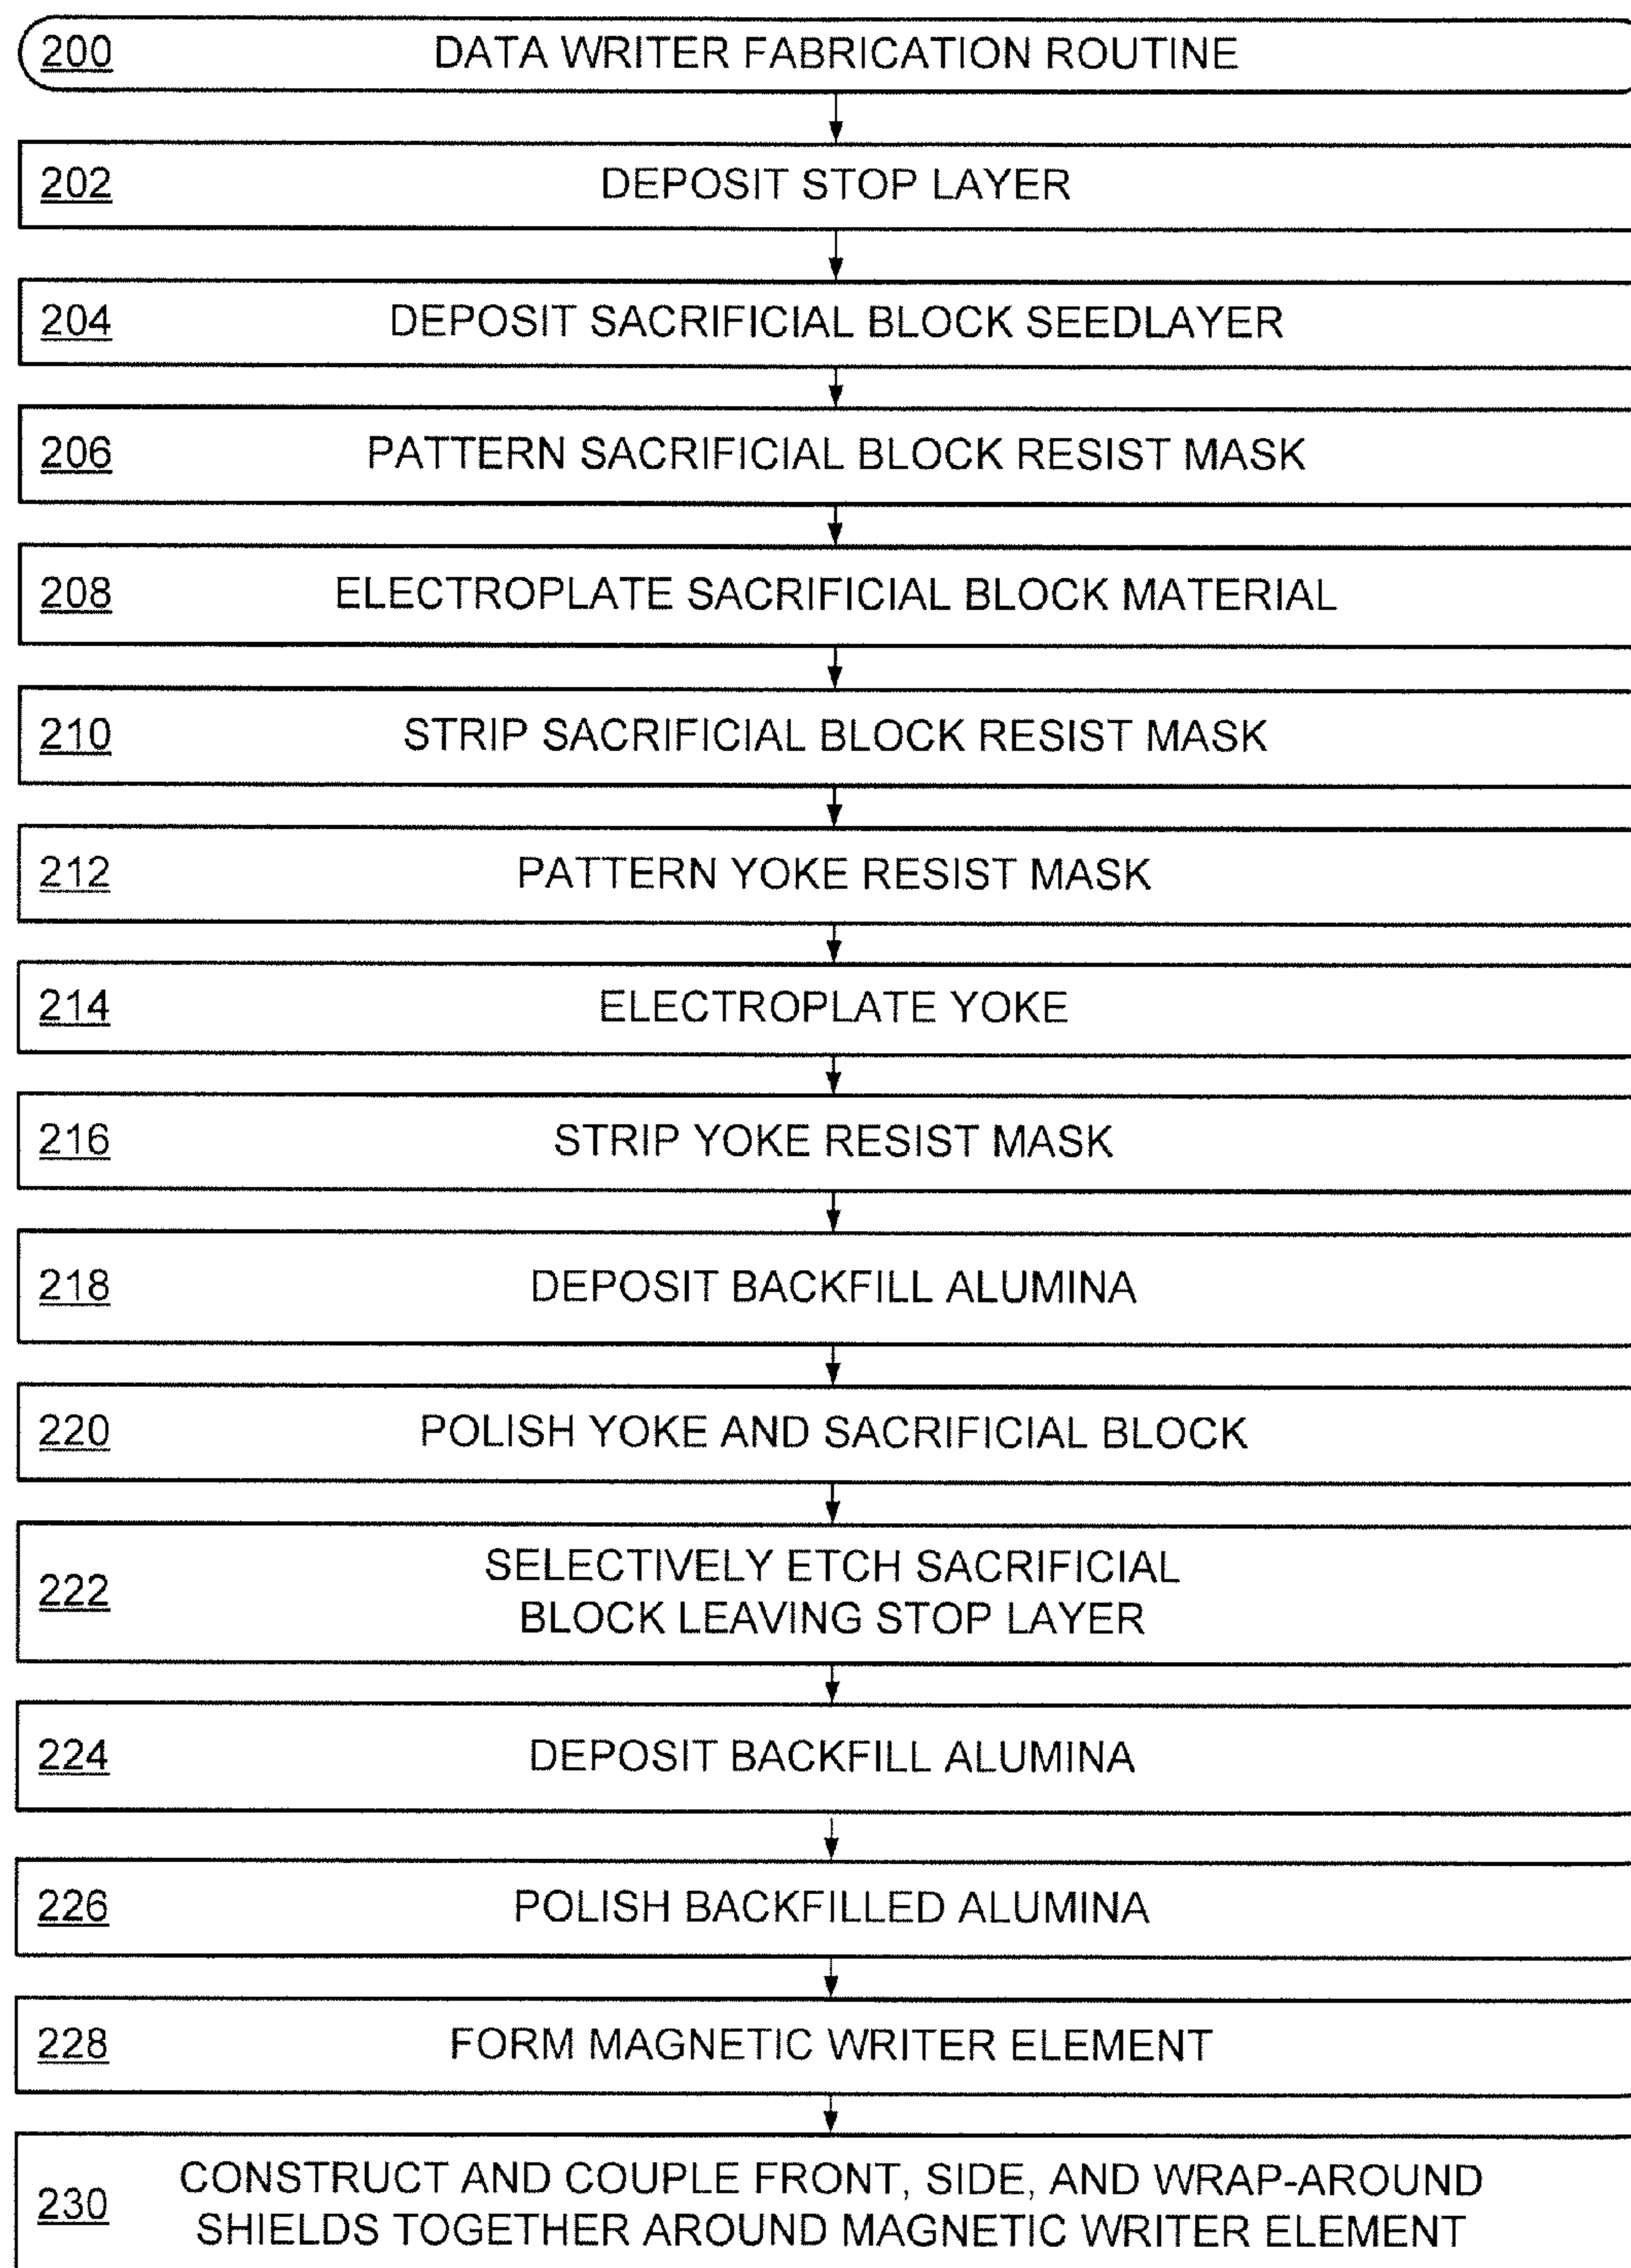 200 DATA WRITER FABRICATION ROUTINE
202 DEPOSIT STOP LAYER
204 DEPOSIT SACRIFICIAL BLOCK SEEDLAYER
206 PATTERN SACRIFICIAL BLOCK RESIST MASK
208 ELECTROPLATE SACRIFICIAL BLOCK MATERIAL
210 STRIP SACRIFICIAL BLOCK RESIST MASK
212 PATTERN YOKE RESIST MASK
214 ELECTROPLATE YOKE
216 STRIP YOKE RESIST MASK
218 DEPOSIT BACKFILL ALUMINA
220 POLISH YOKE AND SACRIFICIAL BLOCK
222 SELECTIVELY ETCH SACRIFICIAL
BLOCK LEAVING STOP LAYER
224 DEPOSIT BACKFILL ALUMINA
226 POLISH BACKFILLED ALUMINA
228 FORM MAGNETIC WRITER ELEMENT
230 CONSTRUCT AND COUPLE FRONT, SIDE, AND WRAP-AROUND
SHIELDS TOGETHER AROUND MAGNETIC WRITER ELEMENT